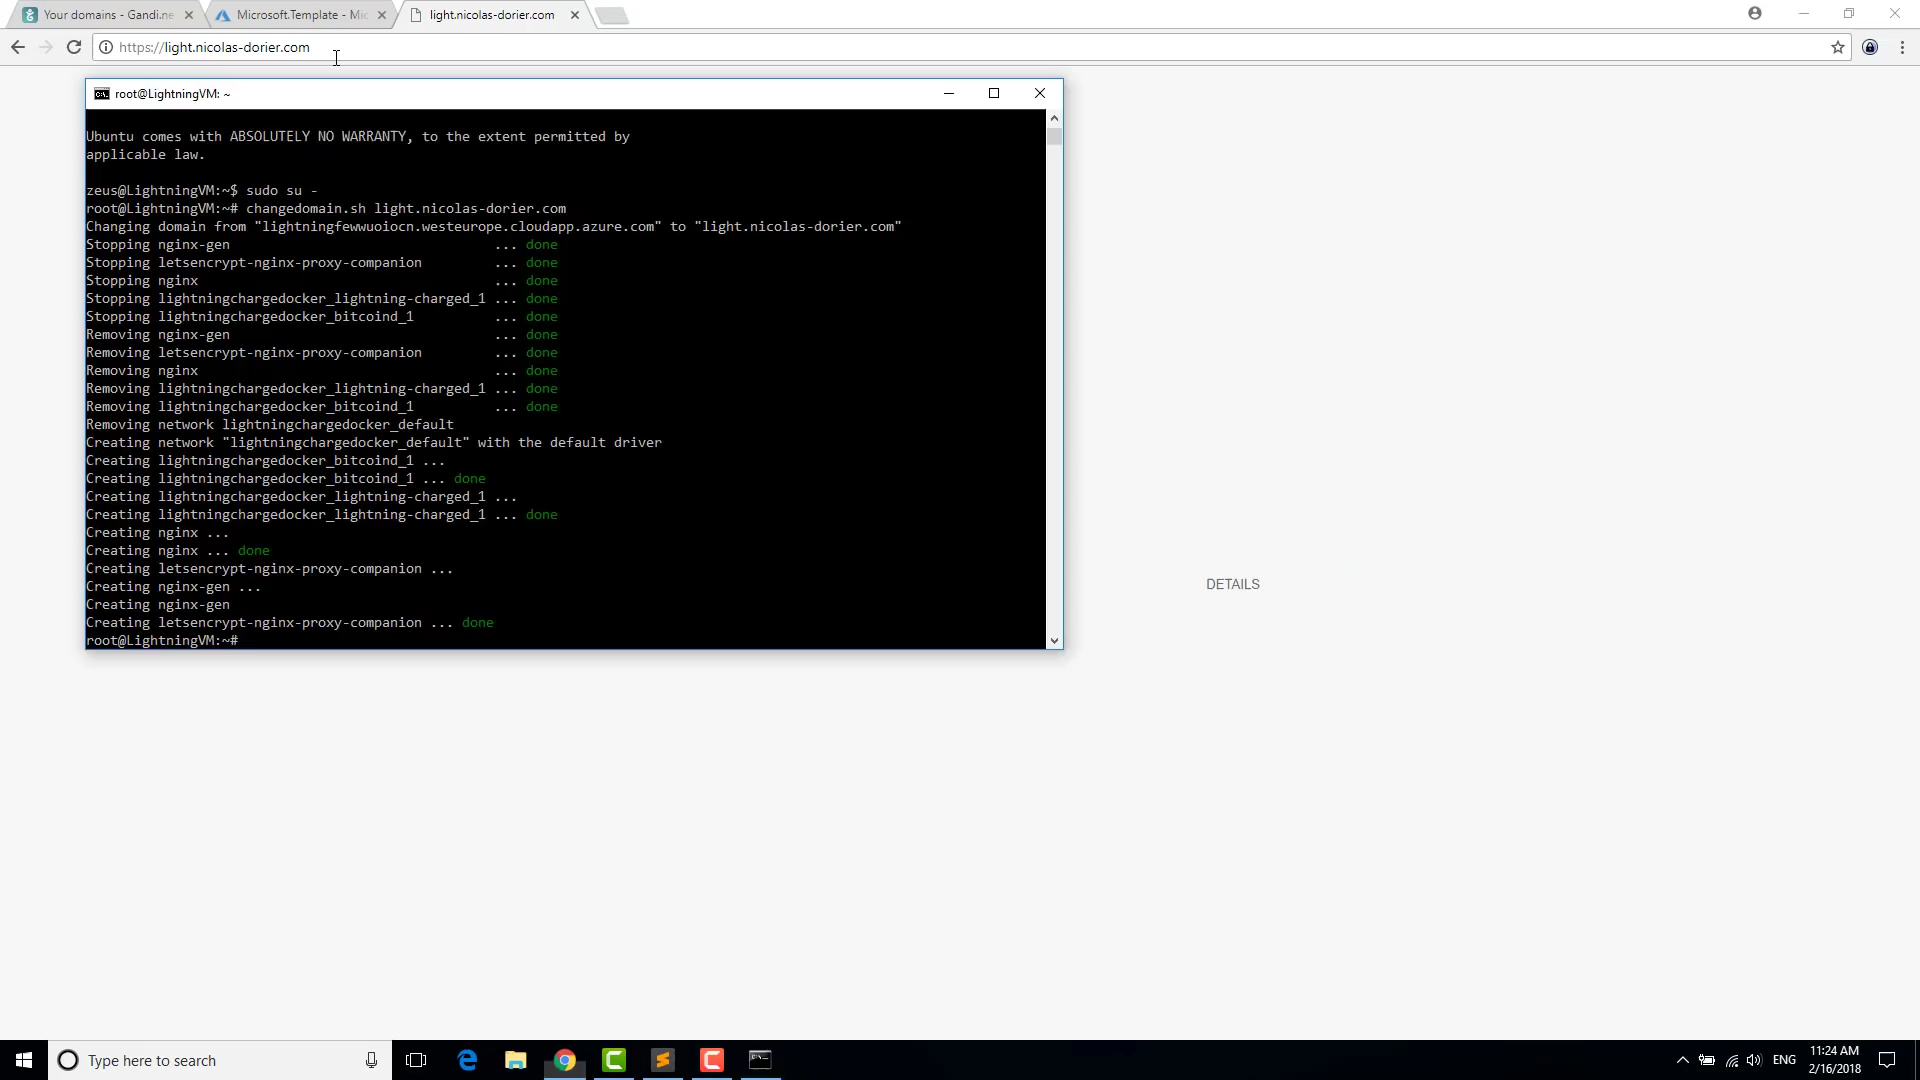 Your domains - Gandi.ne
Microsoft.Template - Mic
light.nicolas-dorier.com
https://light.nicolas-dorier.com
root@LightningVM: ~
Ubuntu comes with ABSOLUTELY NO WARRANTY, to the extent permitted by
applicable law.
zeus@LightningVM:~$ sudo su -
root@LightningVM:~# changedomain.sh light.nicolas-dorier.com
Changing domain from "lightningfewwuoiocn.westeurope.cloudapp.azure.com" to "light.nicolas-dorier.com"
Stopping nginx-gen ... done
Stopping letsencrypt-nginx-proxy-companion ... done
Stopping nginx ... done
Stopping lightningchargedocker_lightning-charged_1 ... done
Stopping lightningchargedocker_bitcoind_1 ... done
Removing nginx-gen ... done
Removing letsencrypt-nginx-proxy-companion ... done
Removing nginx ... done
Removing lightningchargedocker_lightning-charged_1 ... done
Removing lightningchargedocker_bitcoind_1 ... done
Removing network lightningchargedocker_default
Creating network "lightningchargedocker_default" with the default driver
Creating lightningchargedocker_bitcoind_1 ...
Creating lightningchargedocker_bitcoind_1 ... done
Creating lightningchargedocker_lightning-charged_1 ...
Creating lightningchargedocker_lightning-charged_1 ... done
Creating nginx ...
Creating nginx ... done
Creating letsencrypt-nginx-proxy-companion ...
Creating nginx-gen ...
Creating nginx-gen
Creating letsencrypt-nginx-proxy-companion ... done
root@LightningVM:~#
DETAILS
Type here to search
ENG
11:24 AM
2/16/2018